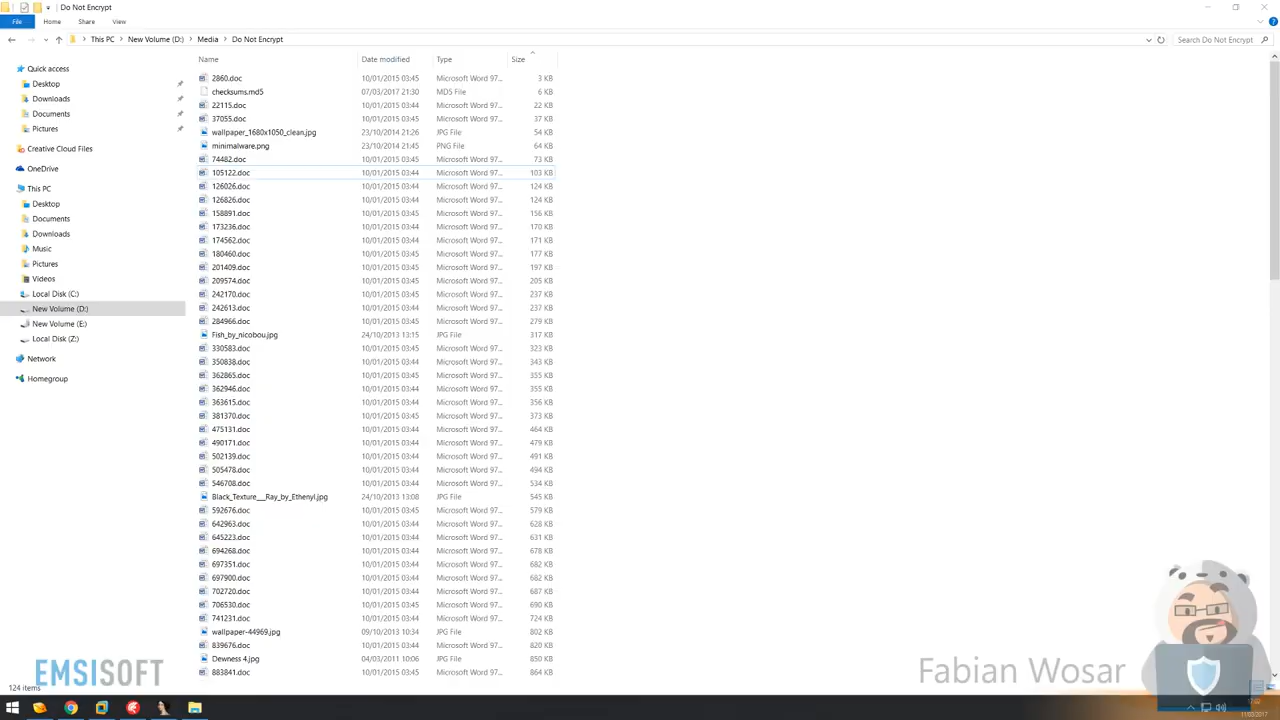 Do Not Encrypt
File Home Share View
This PC New Volume (D:) Media Do Not Encrypt Search Do Not Encrypt
Name Date modified Type Size
Quick access
Desktop
Downloads
Documents
Pictures
Creative Cloud Files
OneDrive
This PC
Desktop
Documents
Downloads
Music
Pictures
Videos
Local Disk (C:)
New Volume (D:)
New Volume (E:)
Local Disk (Z:)
Network
Homegroup
2860.doc 10/01/2015 03:45 Microsoft Word 97... 3 KB
checksums.md5 07/03/2017 21:30 MD5 File 6 KB
22115.doc 10/01/2015 03:44 Microsoft Word 97... 22 KB
37055.doc 10/01/2015 03:44 Microsoft Word 97... 37 KB
wallpaper_1680x1050_clean.jpg 23/10/2014 21:26 JPG File 54 KB
minimalware.png 23/10/2014 21:45 PNG File 64 KB
74482.doc 10/01/2015 03:45 Microsoft Word 97... 73 KB
105122.doc 10/01/2015 03:44 Microsoft Word 97... 103 KB
126026.doc 10/01/2015 03:44 Microsoft Word 97... 124 KB
126826.doc 10/01/2015 03:44 Microsoft Word 97... 124 KB
158891.doc 10/01/2015 03:45 Microsoft Word 97... 156 KB
173236.doc 10/01/2015 03:44 Microsoft Word 97... 170 KB
174562.doc 10/01/2015 03:44 Microsoft Word 97... 171 KB
180460.doc 10/01/2015 03:44 Microsoft Word 97... 177 KB
201409.doc 10/01/2015 03:45 Microsoft Word 97... 197 KB
209574.doc 10/01/2015 03:45 Microsoft Word 97... 205 KB
242170.doc 10/01/2015 03:45 Microsoft Word 97... 237 KB
242613.doc 10/01/2015 03:44 Microsoft Word 97... 237 KB
284966.doc 10/01/2015 03:45 Microsoft Word 97... 279 KB
Fish_by_nicobou.jpg 24/10/2013 13:15 JPG File 317 KB
330583.doc 10/01/2015 03:45 Microsoft Word 97... 323 KB
350838.doc 10/01/2015 03:44 Microsoft Word 97... 343 KB
362865.doc 10/01/2015 03:45 Microsoft Word 97... 355 KB
362946.doc 10/01/2015 03:44 Microsoft Word 97... 355 KB
363615.doc 10/01/2015 03:44 Microsoft Word 97... 356 KB
381370.doc 10/01/2015 03:45 Microsoft Word 97... 373 KB
475131.doc 10/01/2015 03:44 Microsoft Word 97... 464 KB
490171.doc 10/01/2015 03:44 Microsoft Word 97... 479 KB
502139.doc 10/01/2015 03:45 Microsoft Word 97... 491 KB
505478.doc 10/01/2015 03:44 Microsoft Word 97... 494 KB
546708.doc 10/01/2015 03:44 Microsoft Word 97... 534 KB
Black_Texture___Ray_by_Ethenyl.jpg 24/10/2013 13:08 JPG File 545 KB
592676.doc 10/01/2015 03:45 Microsoft Word 97... 579 KB
642963.doc 10/01/2015 03:44 Microsoft Word 97... 628 KB
645223.doc 10/01/2015 03:44 Microsoft Word 97... 631 KB
694268.doc 10/01/2015 03:44 Microsoft Word 97... 678 KB
697351.doc 10/01/2015 03:44 Microsoft Word 97... 682 KB
697900.doc 10/01/2015 03:44 Microsoft Word 97... 682 KB
702720.doc 10/01/2015 03:44 Microsoft Word 97... 687 KB
706530.doc 10/01/2015 03:45 Microsoft Word 97... 690 KB
741231.doc 10/01/2015 03:44 Microsoft Word 97... 724 KB
wallpaper-44969.jpg 09/10/2013 10:34 JPG File 802 KB
839676.doc 10/01/2015 03:44 Microsoft Word 97... 820 KB
Dewness 4.jpg 04/03/2011 10:06 JPG File 850 KB
883841.doc 10/01/2015 03:45 Microsoft Word 97... 864 KB
EMSISOFT
Fabian Wosar
124 items
11/03/2017